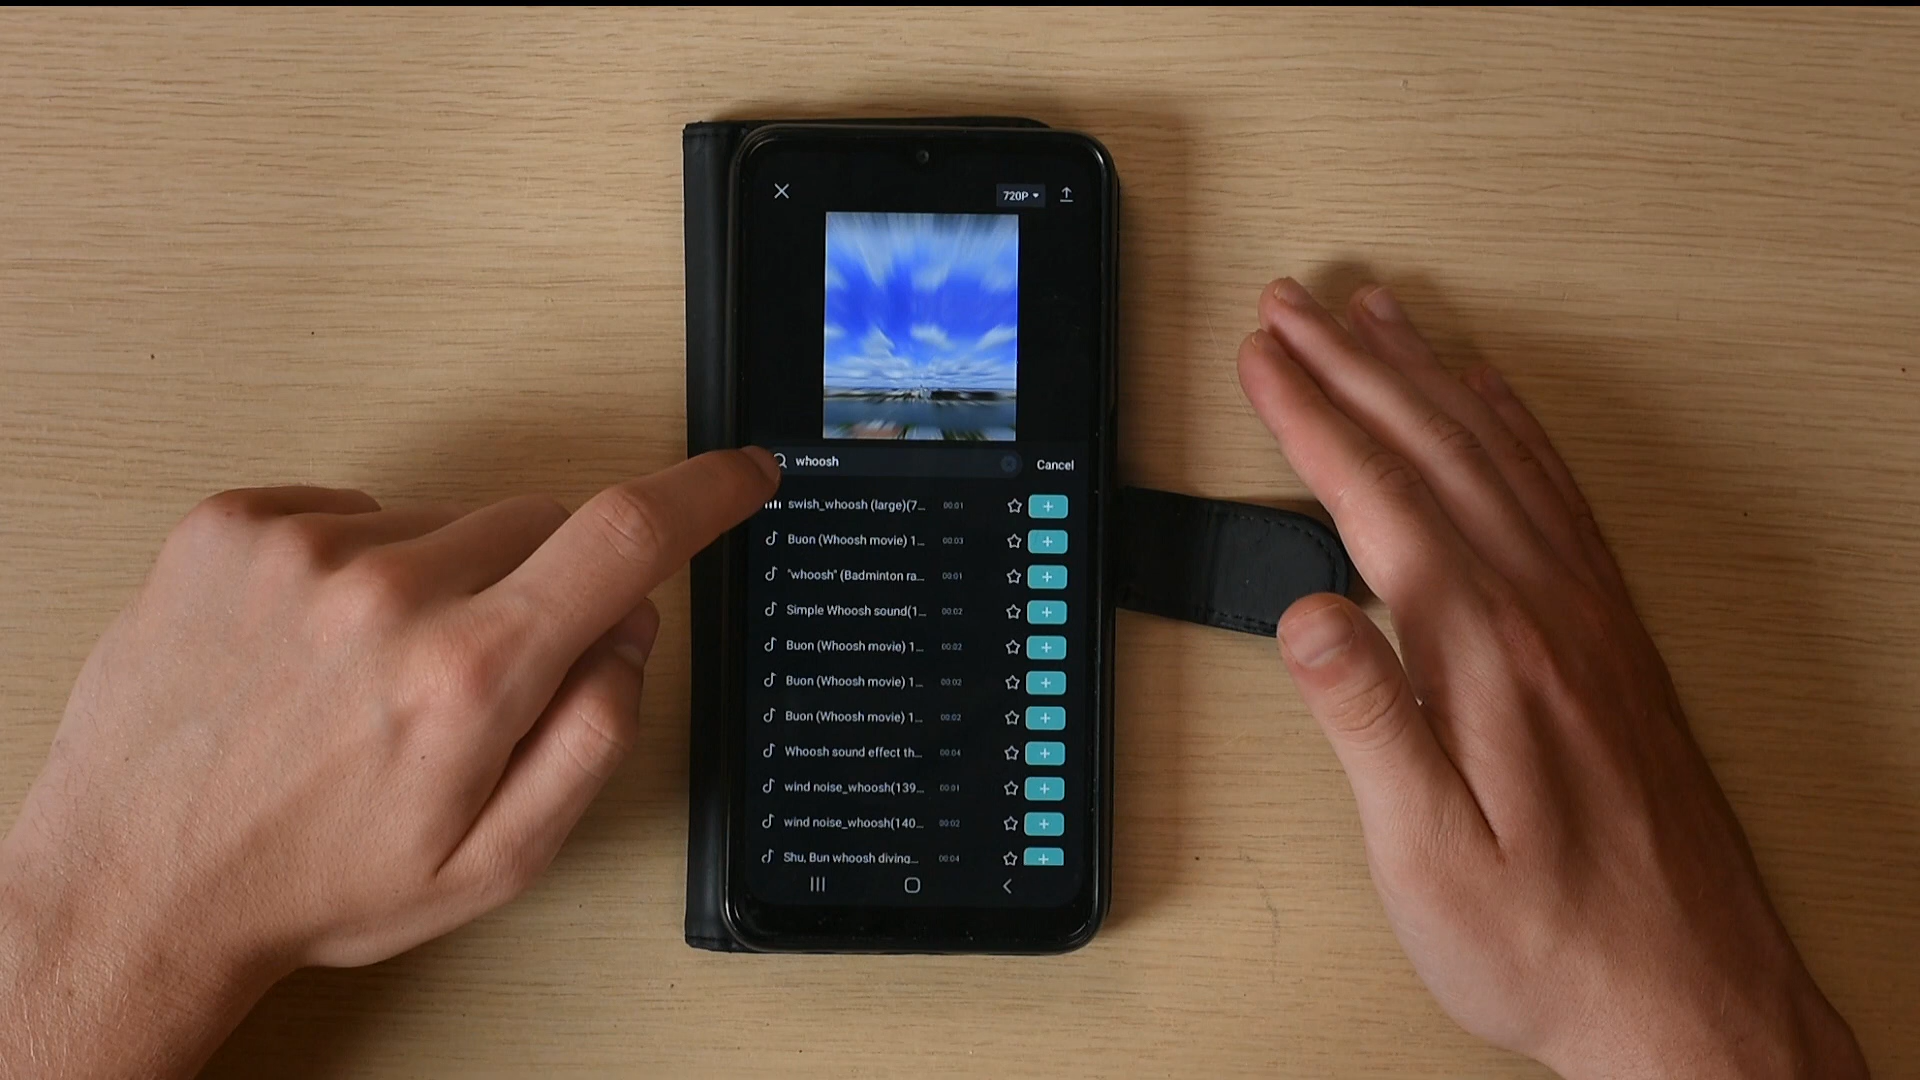 720P
whoosh Cancel
swish_whoosh (large)(7... 00:01
Buon (Whoosh movie) 1... 00:03
"whoosh" (Badminton ra... 00:01
Simple Whoosh sound(1... 00:02
Buon (Whoosh movie) 1... 00:02
Buon (Whoosh movie) 1... 00:02
Buon (Whoosh movie) 1... 00:02
Whoosh sound effect th... 00:04
wind noise_whoosh(139... 00:01
wind noise_whoosh(140... 00:02
Shu, Bun whoosh diving... 00:04